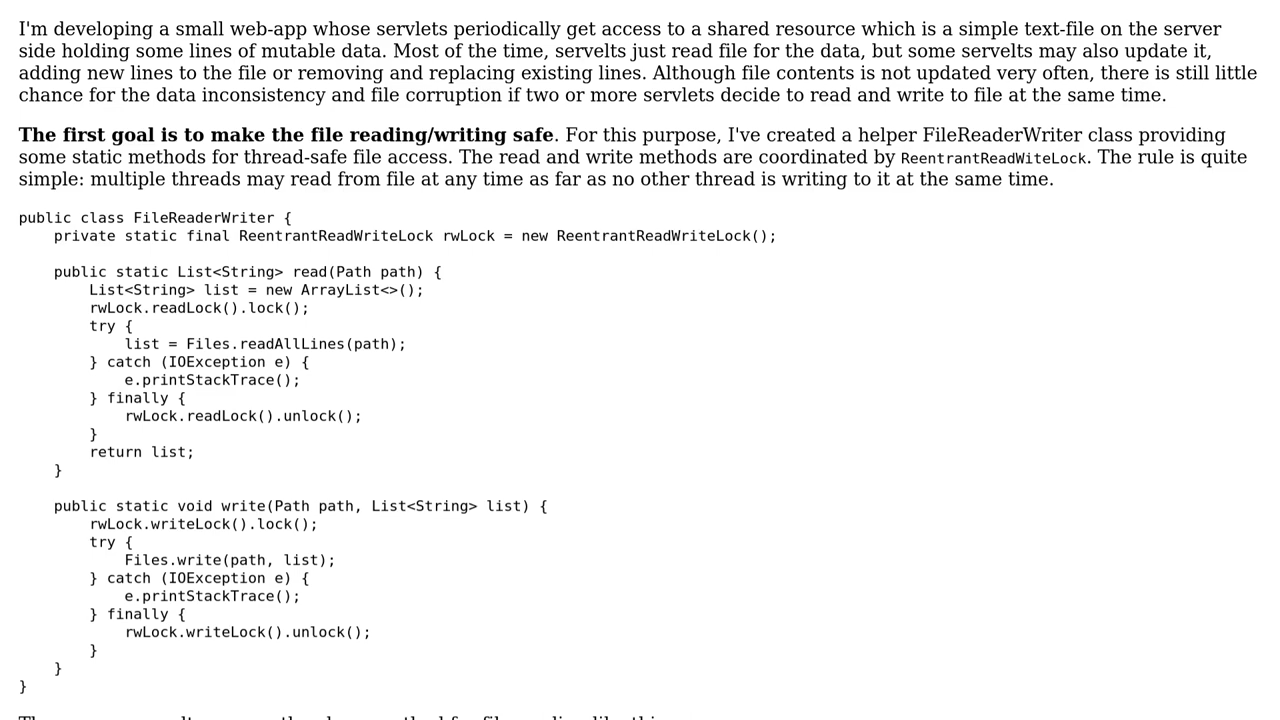 I'm developing a small web-app whose servlets periodically get access to a shared resource which is a simple text-file on the server
side holding some lines of mutable data. Most of the time, servelts just read file for the data, but some servelts may also update it,
adding new lines to the file or removing and replacing existing lines. Although file contents is not updated very often, there is still little
chance for the data inconsistency and file corruption if two or more servlets decide to read and write to file at the same time.
The first goal is to make the file reading/writing safe. For this purpose, I've created a helper FileReaderWriter class providing
some static methods for thread-safe file access. The read and write methods are coordinated by ReentrantReadWiteLock. The rule is quite
simple: multiple threads may read from file at any time as far as no other thread is writing to it at the same time.
public class FileReaderWriter {
    private static final ReentrantReadWriteLock rwLock = new ReentrantReadWriteLock();
    public static List<String> read(Path path) {
        List<String> list = new ArrayList<>();
        rwLock.readLock().lock();
        try {
            list = Files.readAllLines(path);
        } catch (IOException e) {
            e.printStackTrace();
        } finally {
            rwLock.readLock().unlock();
        }
        return list;
    }
    public static void write(Path path, List<String> list) {
        rwLock.writeLock().lock();
        try {
            Files.write(path, list);
        } catch (IOException e) {
            e.printStackTrace();
        } finally {
            rwLock.writeLock().unlock();
        }
    }
}